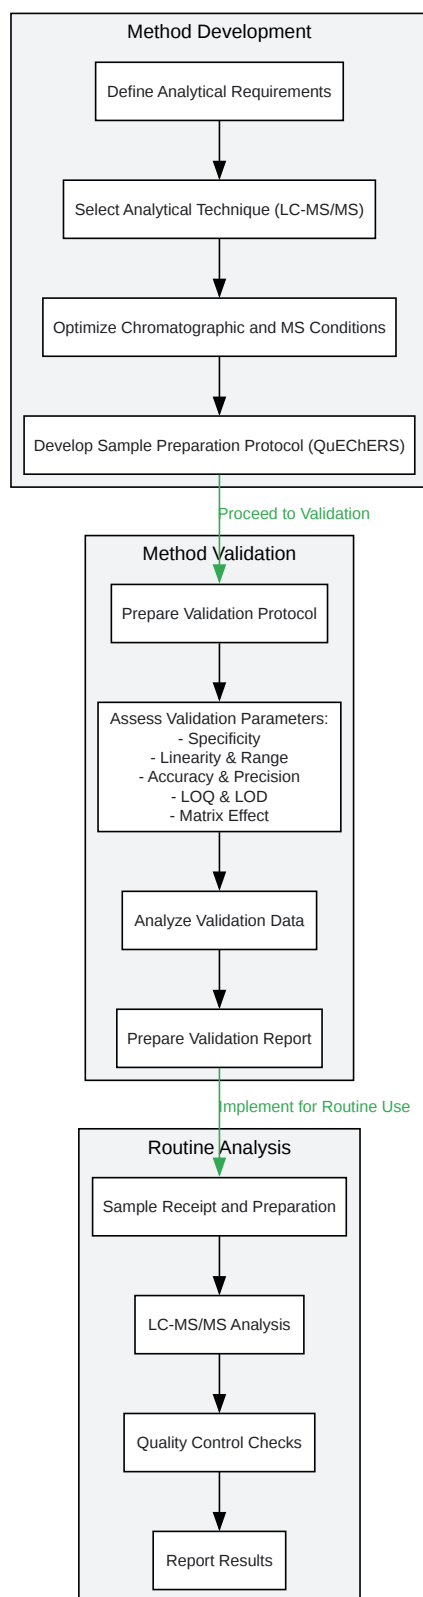 Method Development
Define Analytical Requirements
Select Analytical Technique (LC-MS/MS)
Optimize Chromatographic and MS Conditions
Develop Sample Preparation Protocol (QuEChERS)
Proceed to Validation
Method Validation
Prepare Validation Protocol
Assess Validation Parameters:
- Specificity
- Linearity & Range
- Accuracy & Precision
- LOQ & LOD
- Matrix Effect
Analyze Validation Data
Prepare Validation Report
Implement for Routine Use
Routine Analysis
Sample Receipt and Preparation
LC-MS/MS Analysis
Quality Control Checks
Report Results